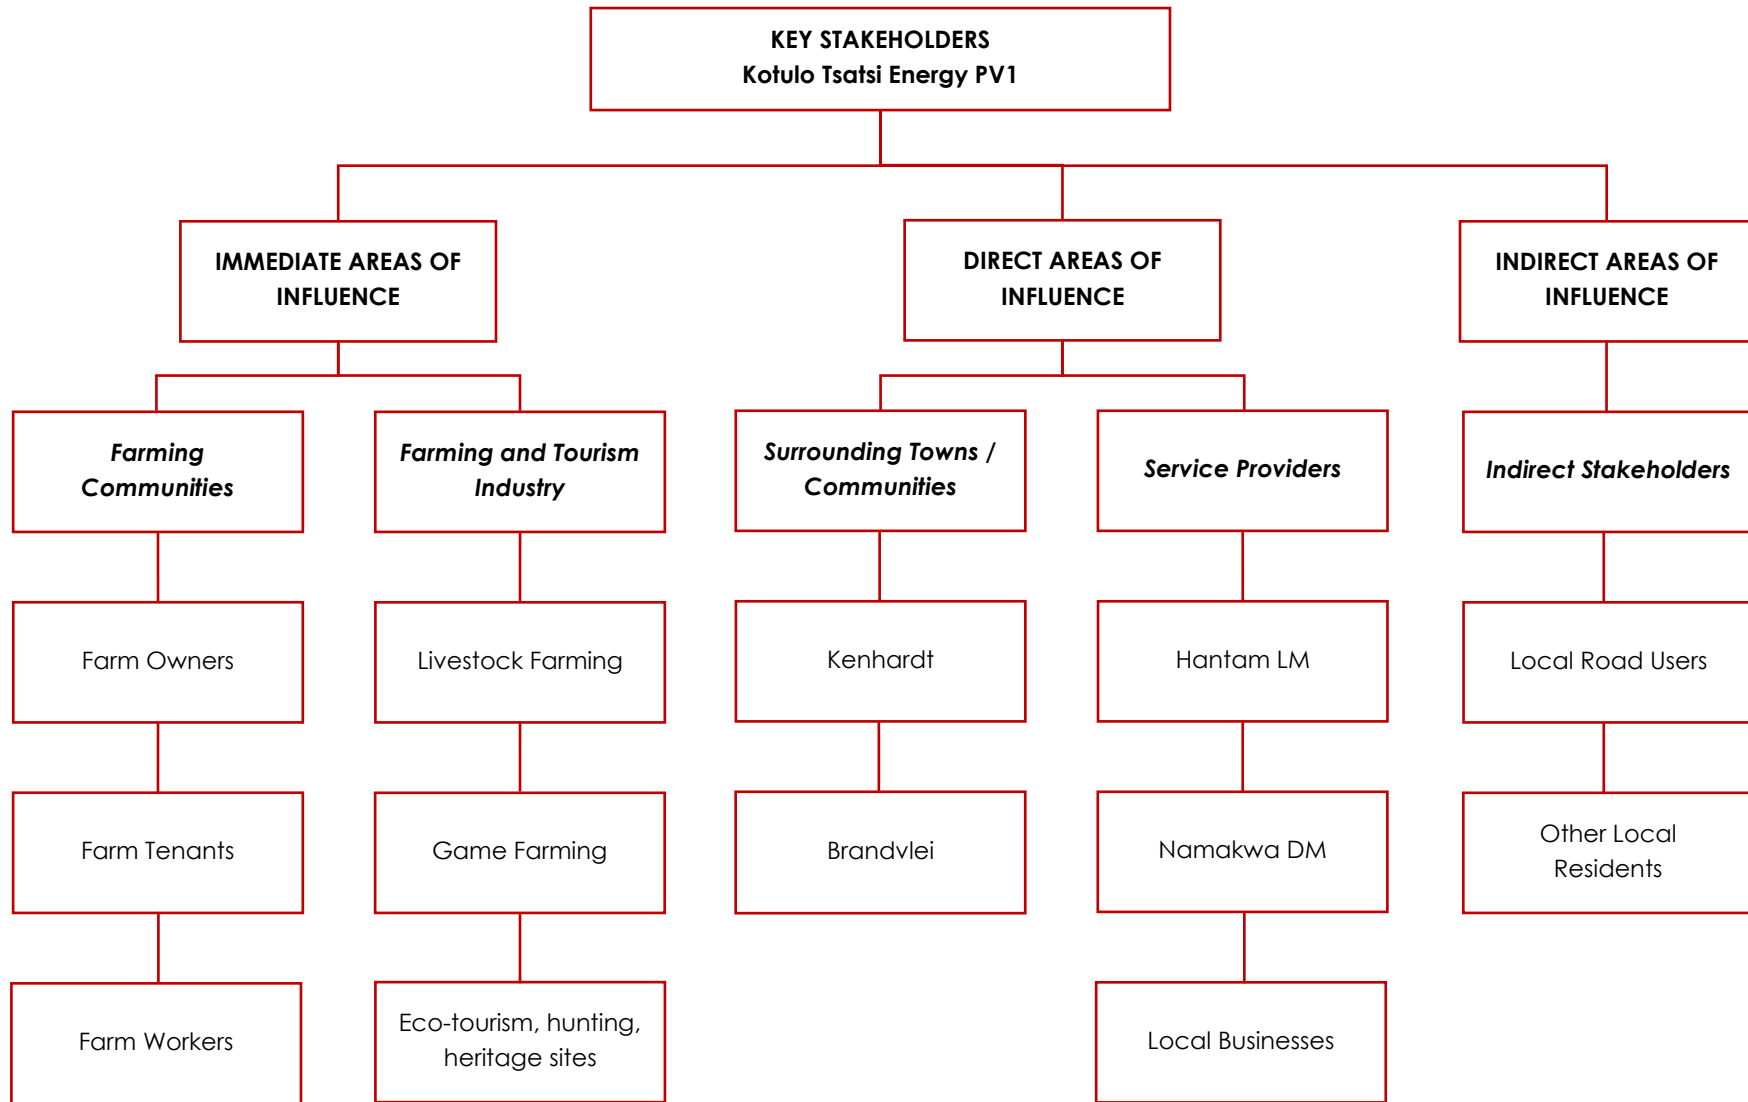 KEY STAKEHOLDERS
Kotulo Tsatsi Energy PV1
IMMEDIATE AREAS OF
INFLUENCE
DIRECT AREAS OF
INFLUENCE
INDIRECT AREAS OF
INFLUENCE
Farming
Communities
Farming and Tourism
Industry
Surrounding Towns /
Communities
Service Providers
Indirect Stakeholders
Farm Owners
Livestock Farming
Kenhardt
Hantam LM
Local Road Users
Farm Tenants
Game Farming
Brandvlei
Namakwa DM
Other Local
Residents
Farm Workers
Eco-tourism, hunting,
heritage sites
Local Businesses